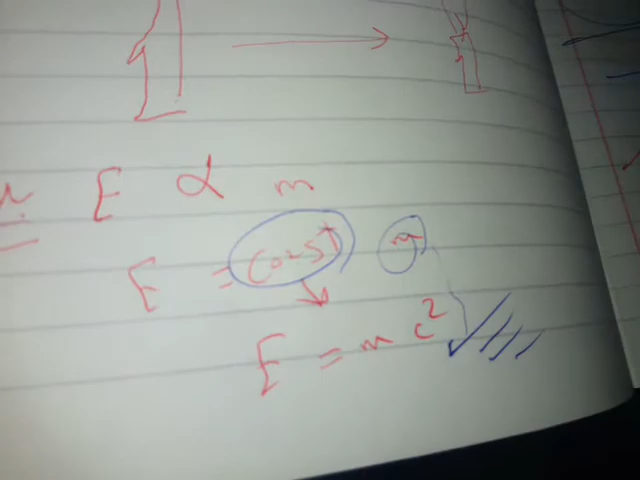 E α m
E = const m
E = mc²